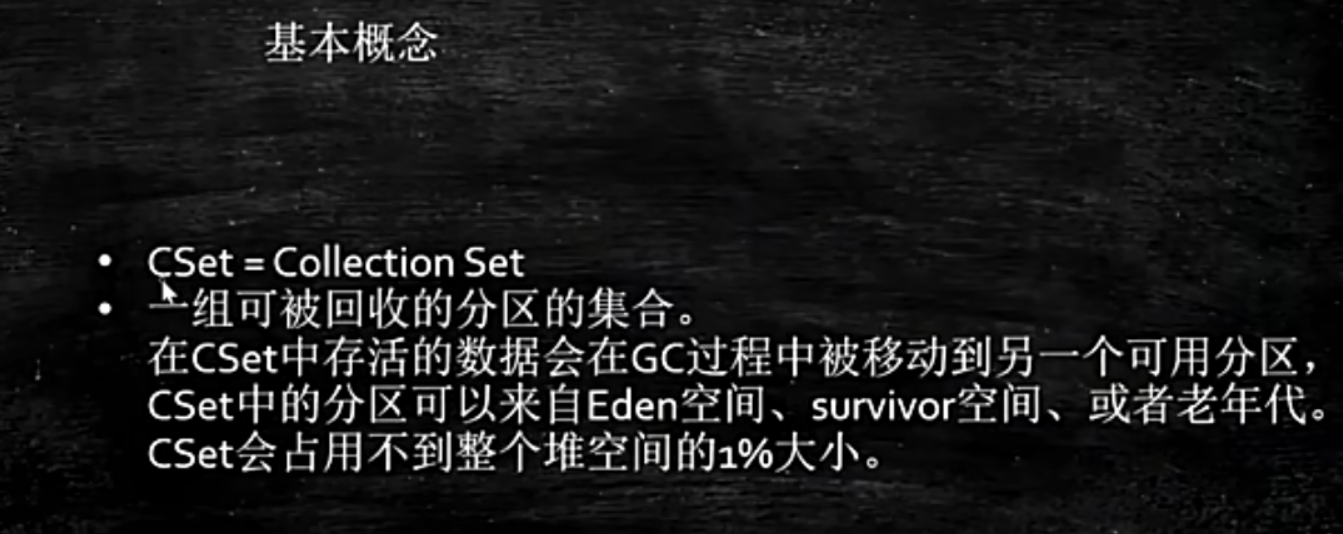 基本概念
• CSet = Collection Set
• 一组可被回收的分区的集合。
在CSet中存活的数据会在GC过程中被移动到另一个可用分区，
CSet中的分区可以来自Eden空间、survivor空间、或者老年代。
CSet会占用不到整个堆空间的1%大小。